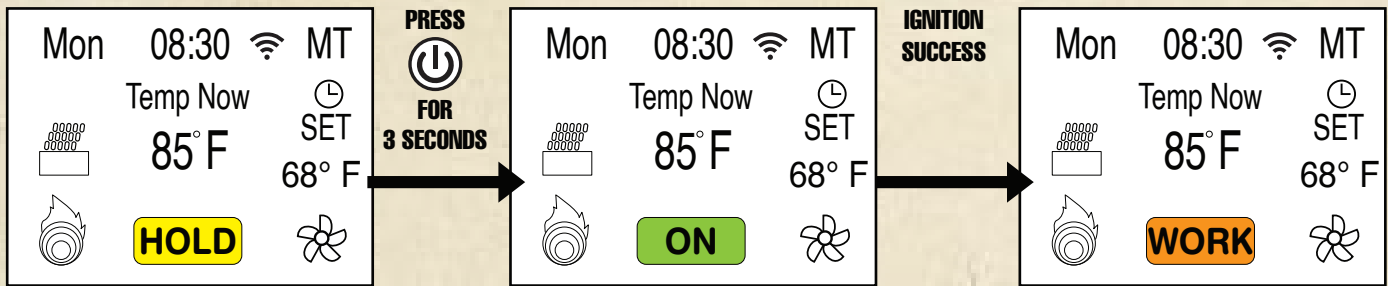 Mon 08:30 MT
Temp Now
SET
85° F
68° F
HOLD
PRESS
FOR
3 SECONDS
Mon 08:30 MT
Temp Now
SET
85° F
68° F
ON
IGNITION
SUCCESS
Mon 08:30 MT
Temp Now
SET
85° F
68° F
WORK